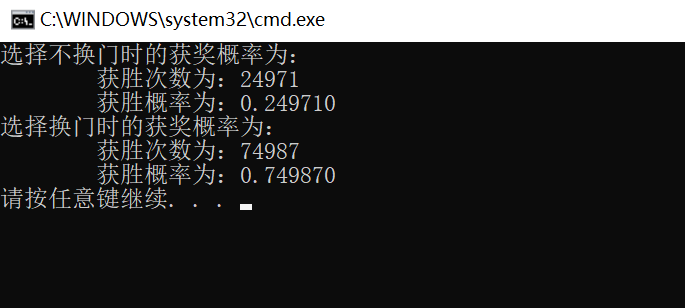 C:\WINDOWS\system32\cmd.exe
选择不换门时的获奖概率为:
获胜次数为: 24971
获胜概率为: 0.249710
选择换门时的获奖概率为:
获胜次数为: 74987
获胜概率为: 0.749870
请按任意键继续. . .